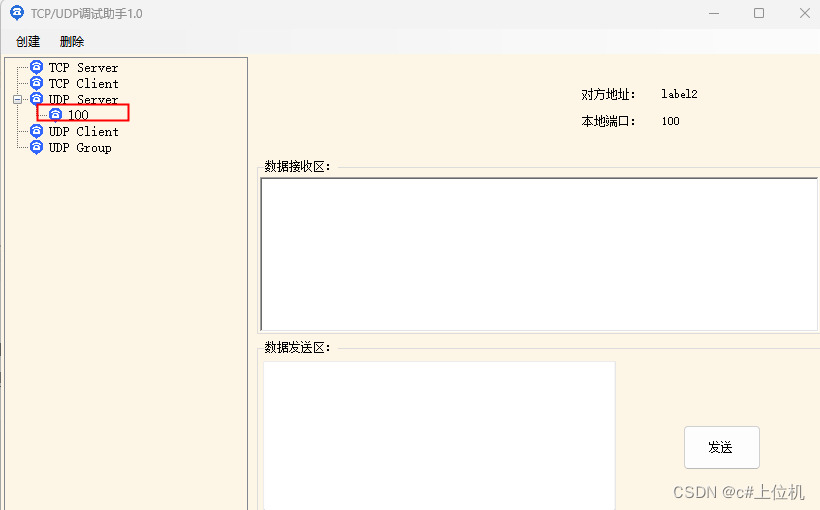 TCP/UDP调试助手1.0
创建 删除
TCP Server
TCP Client
UDP Server
100
UDP Client
UDP Group
对方地址： label2
本地端口： 100
数据接收区：
数据发送区：
发送
CSDN @c#上位机